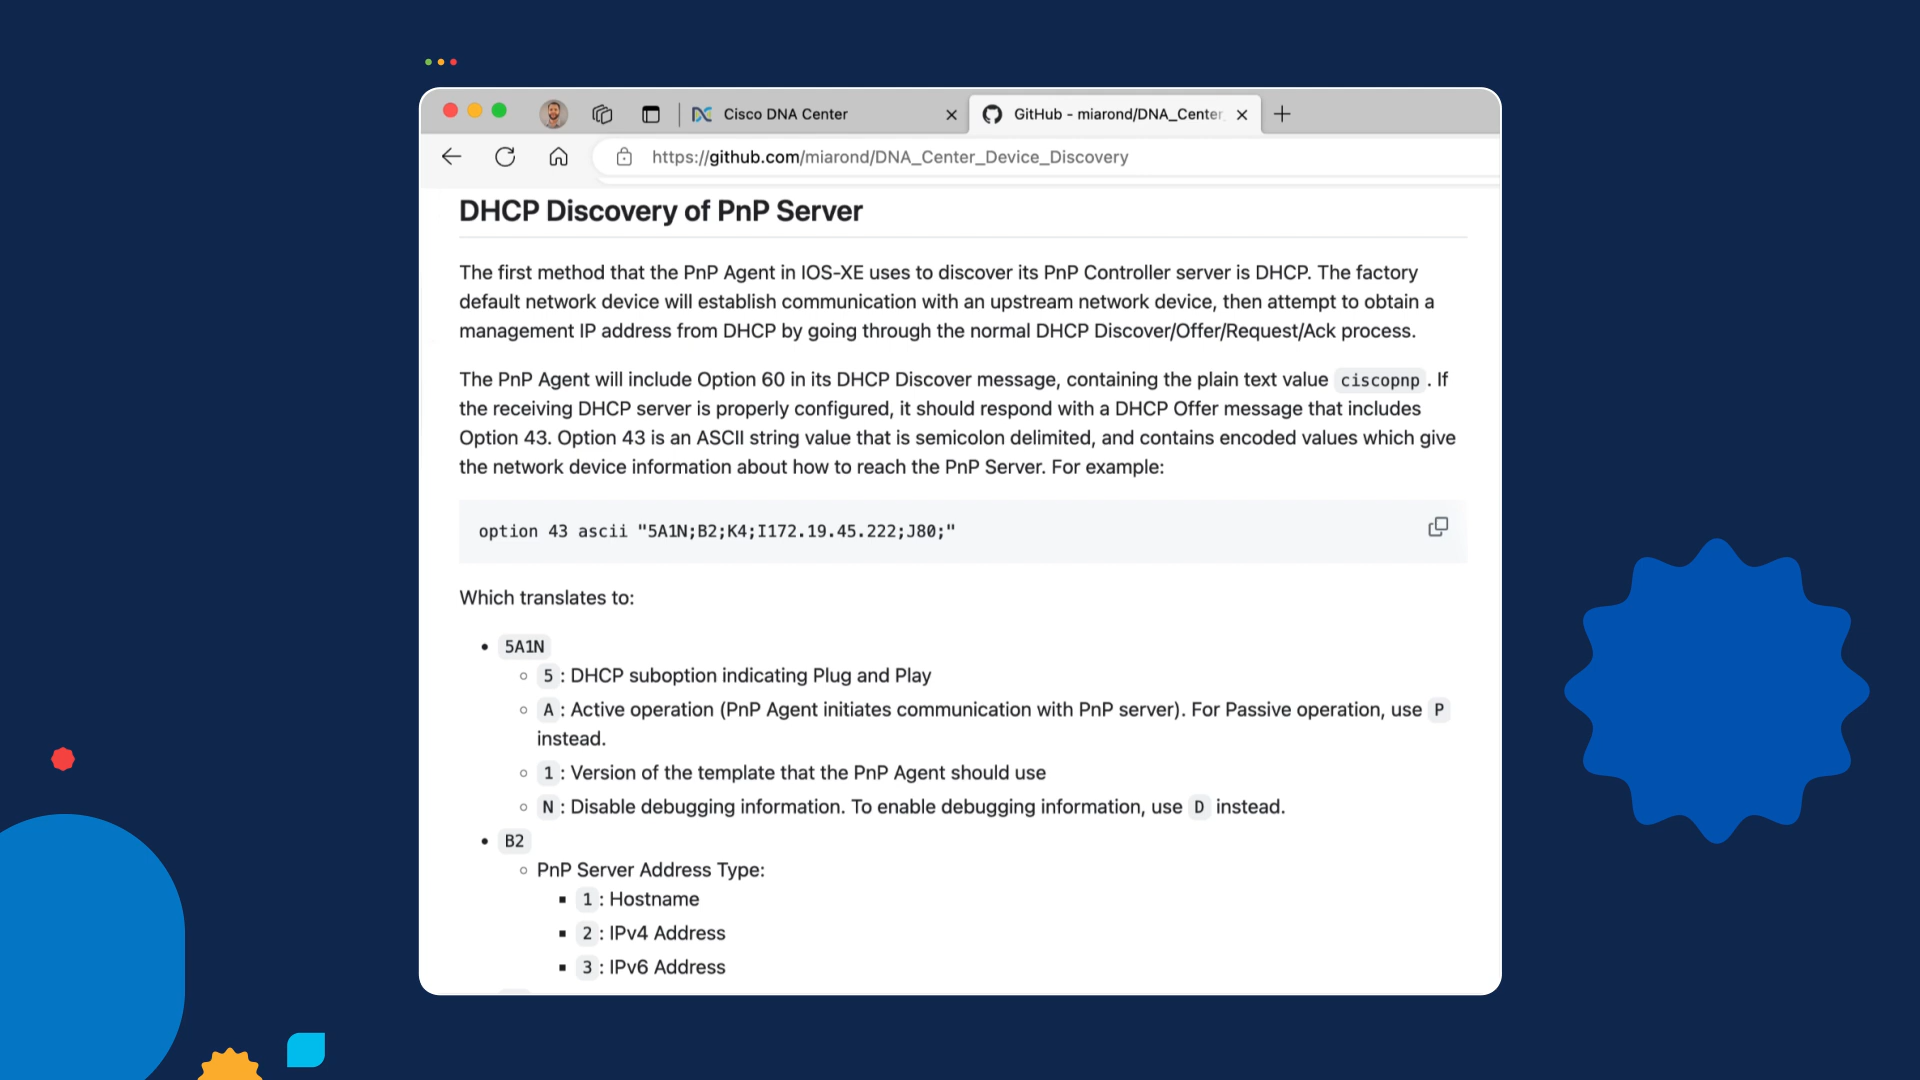 Cisco DNA Center
GitHub - miarond/DNA_Center
https://github.com/miarond/DNA_Center_Device_Discovery
DHCP Discovery of PnP Server
The first method that the PnP Agent in IOS-XE uses to discover its PnP Controller server is DHCP. The factory
default network device will establish communication with an upstream network device, then attempt to obtain a
management IP address from DHCP by going through the normal DHCP Discover/Offer/Request/Ack process.
The PnP Agent will include Option 60 in its DHCP Discover message, containing the plain text value ciscopnp. If
the receiving DHCP server is properly configured, it should respond with a DHCP Offer message that includes
Option 43. Option 43 is an ASCII string value that is semicolon delimited, and contains encoded values which give
the network device information about how to reach the PnP Server. For example:
option 43 ascii "5A1N;B2;K4;I172.19.45.222;J80;"
Which translates to:
5A1N
5: DHCP suboption indicating Plug and Play
A: Active operation (PnP Agent initiates communication with PnP server). For Passive operation, use P
instead.
1: Version of the template that the PnP Agent should use
N: Disable debugging information. To enable debugging information, use D instead.
B2
PnP Server Address Type:
1: Hostname
2: IPv4 Address
3: IPv6 Address